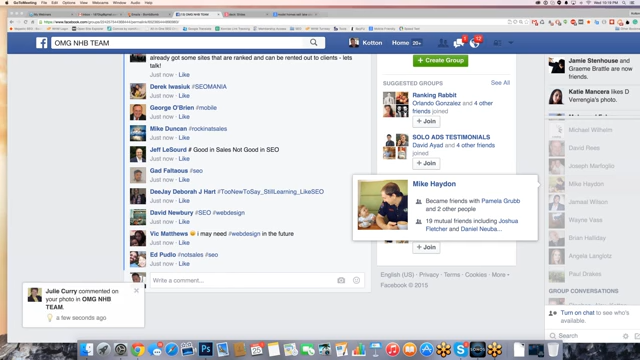 GoToMeeting File Edit View Window Audio Help
OMG NHB TEAM
Kotton Home 20+
already got some sites that are ranked and can be rented out to clients - lets
talk!
Just now · Like
Derek Iwasiuk #SEOMANIA
Just now · Like
George O'Brien #mobile
Just now · Like
Mike Duncan #rockinatsales
Just now · Like
Jeff LeSourd # Good in Sales Not Good in SEO
Just now · Like
Gad Faltaous #seo
Just now · Like
DeeJay Deborah J Hart #TooNewToSay_StillLearning_LikeSEO
Just now · Like
David Newbury #SEO #webdesign
Just now · Like
Vic Matthews i may need #webdesign in the future
Just now · Like
Ed Pudlo #notsales #seo
Just now · Like
Write a comment...
Julie Curry commented on
your photo in OMG NHB
TEAM.
a few seconds ago
+ Create Group
SUGGESTED GROUPS See All
Ranking Rabbit
Orlando Gonzalez and 4 other
friends joined
+ Join
SOLO ADS TESTIMONIALS
David Ayad and 4 other friends
joined
+ Join
Mike Haydon
Became friends with Pamela Grubb
and 2 other people
19 mutual friends including Joshua
Fletcher and Daniel Neuba...
+ Join
English (US) · Privacy · Terms · Cookies · More
Facebook © 2015
Jamie Stenhouse and
Graeme Brattle are now
friends.
Katie Mancera likes D
Verrengia's photo.
Michael Wilhelm
David Rees
Joseph Marfoglio
Mike Haydon
Jamaal Wilson
Wayne Vass
Brian Halliday
Angela Langlotz
Paul Drakes
GROUP CONVERSATIONS
Turn on chat to see who's
available.
Search